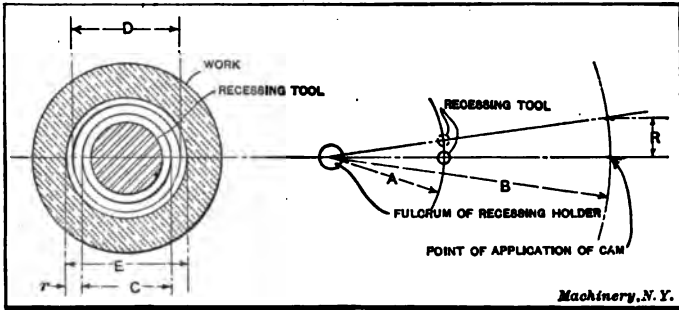 D
WORK
RECESSING TOOL
E
r
C
RECESSING TOOL
R
A
B
FULCRUM OF RECESSING HOLDER
POINT OF APPLICATION OF CAM
Machinery, N. Y.